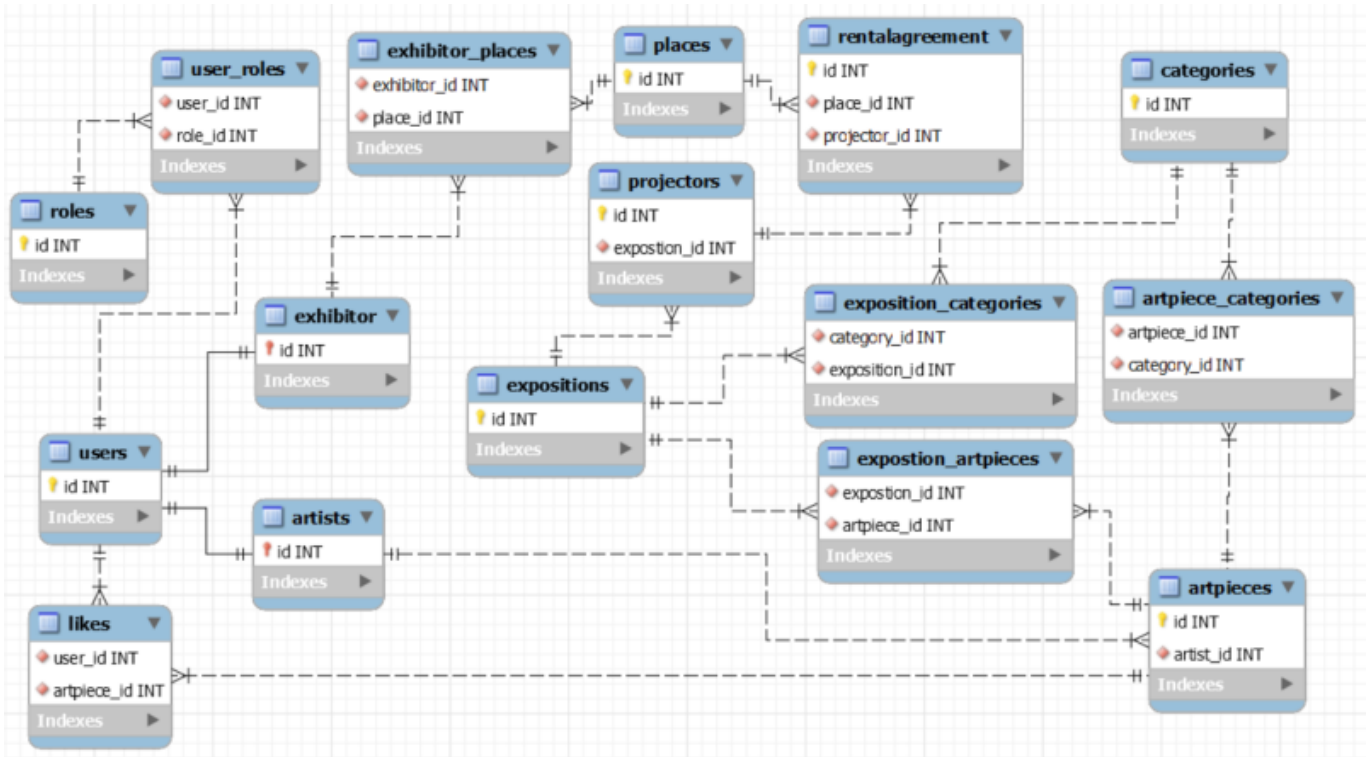 user_roles
user_id INT
role_id INT
Indexes
exhibitor_places
exhibitor_id INT
place_id INT
Indexes
places
id INT
Indexes
rentalagreement
id INT
place_id INT
projector_id INT
Indexes
categories
id INT
Indexes
roles
id INT
Indexes
projectors
id INT
expostion_id INT
Indexes
exhibitor
id INT
Indexes
exposition_categories
category_id INT
exposition_id INT
Indexes
artpiece_categories
artpiece_id INT
category_id INT
Indexes
expositions
id INT
Indexes
users
id INT
Indexes
expostion_artpieces
expostion_id INT
artpiece_id INT
Indexes
artists
id INT
Indexes
artpieces
id INT
artist_id INT
Indexes
likes
user_id INT
artpiece_id INT
Indexes